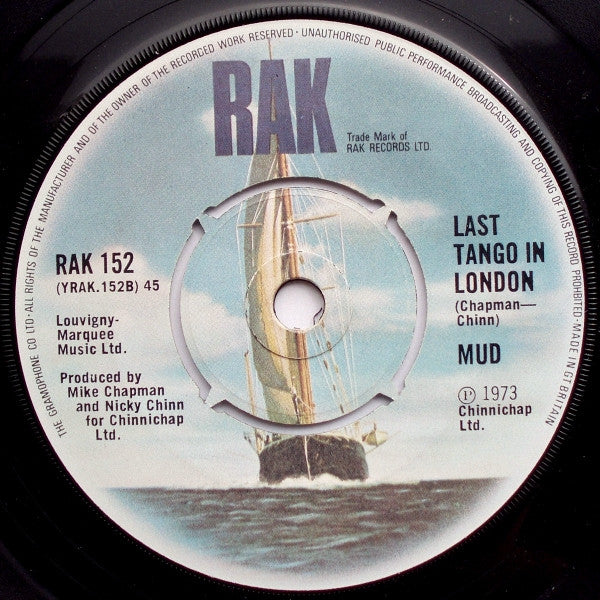 THE GRAMOPHONE CO LTD·ALL RIGHTS OF THE MANUFACTURER AND OF THE OWNER OF THE RECORDED WORK RESERVED · UNAUTHORISED PUBLIC PERFORMANCE BROADCASTING AND COPYING OF THIS RECORD PROHIBITED·MADE IN GT BRITAIN
RAK
Trade Mark of
RAK RECORDS LTD.
RAK 152
(YRAK.152B) 45
Louvigny-
Marquee
Music Ltd.
Produced by
Mike Chapman
and Nicky Chinn
for Chinnichap
Ltd.
LAST
TANGO IN
LONDON
(Chapman—
Chinn)
MUD
Ⓟ 1973
Chinnichap
Ltd.